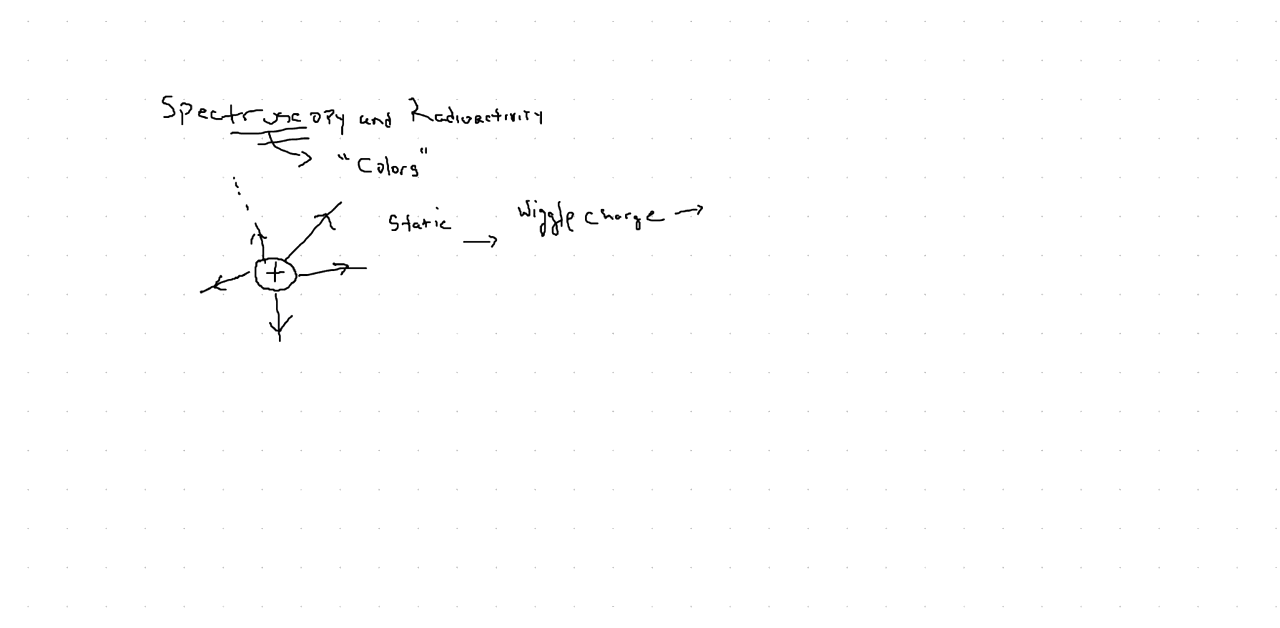 Spectroscopy and Radioactivity
"Colors"
Static → Wiggle charge →
+